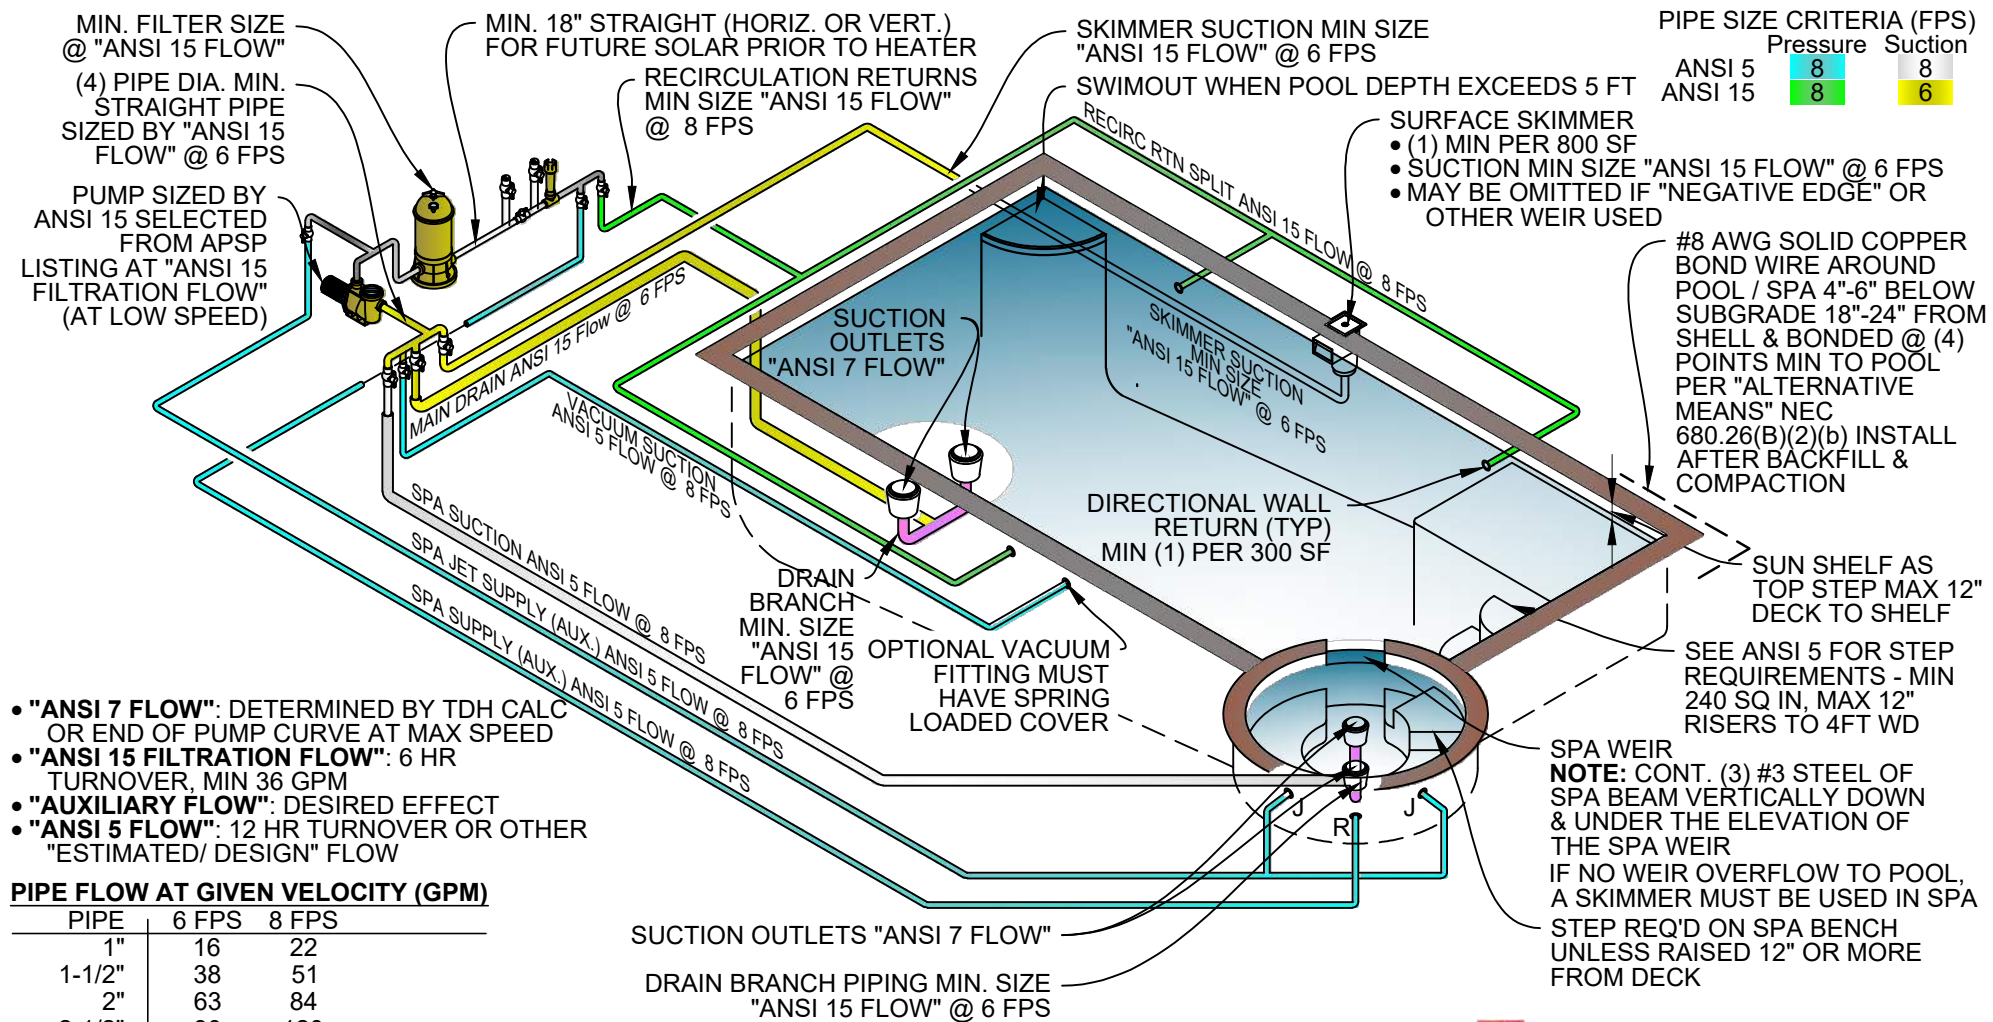 MIN. FILTER SIZE
@ "ANSI 15 FLOW"
(4) PIPE DIA. MIN.
STRAIGHT PIPE
SIZED BY "ANSI 15
FLOW" @ 6 FPS
PUMP SIZED BY
ANSI 15 SELECTED
FROM APSP
LISTING AT "ANSI 15
FILTRATION FLOW"
(AT LOW SPEED)
MIN. 18" STRAIGHT (HORIZ. OR VERT.)
FOR FUTURE SOLAR PRIOR TO HEATER
RECIRCULATION RETURNS
MIN SIZE "ANSI 15 FLOW"
@ 8 FPS
SKIMMER SUCTION MIN SIZE
"ANSI 15 FLOW" @ 6 FPS
SWIMOUT WHEN POOL DEPTH EXCEEDS 5 FT
PIPE SIZE CRITERIA (FPS)
Pressure Suction
ANSI 5 8 8
ANSI 15 8 6
SURFACE SKIMMER
• (1) MIN PER 800 SF
• SUCTION MIN SIZE "ANSI 15 FLOW" @ 6 FPS
• MAY BE OMITTED IF "NEGATIVE EDGE" OR
OTHER WEIR USED
#8 AWG SOLID COPPER
BOND WIRE AROUND
POOL / SPA 4"-6" BELOW
SUBGRADE 18"-24" FROM
SHELL & BONDED @ (4)
POINTS MIN TO POOL
PER "ALTERNATIVE
MEANS" NEC
680.26(B)(2)(b) INSTALL
AFTER BACKFILL &
COMPACTION
RECIRC RTN SPLIT ANSI 15 FLOW @ 8 FPS
SKIMMER SUCTION
MIN SIZE
"ANSI 15 FLOW" @ 6 FPS
SUCTION
OUTLETS
"ANSI 7 FLOW"
MAIN DRAIN ANSI 15 Flow @ 6 FPS
VACUUM SUCTION
ANSI 5 FLOW @ 8 FPS
SPA SUCTION ANSI 5 FLOW @ 8 FPS
SPA JET SUPPLY (AUX.) ANSI 5 FLOW @ 8 FPS
SPA SUPPLY (AUX.) ANSI 5 FLOW @ 8 FPS
DIRECTIONAL WALL
RETURN (TYP)
MIN (1) PER 300 SF
DRAIN
BRANCH
MIN. SIZE
"ANSI 15
FLOW" @
6 FPS
OPTIONAL VACUUM
FITTING MUST
HAVE SPRING
LOADED COVER
SUN SHELF AS
TOP STEP MAX 12"
DECK TO SHELF
SEE ANSI 5 FOR STEP
REQUIREMENTS - MIN
240 SQ IN, MAX 12"
RISERS TO 4FT WD
SPA WEIR
NOTE: CONT. (3) #3 STEEL OF
SPA BEAM VERTICALLY DOWN
& UNDER THE ELEVATION OF
THE SPA WEIR
IF NO WEIR OVERFLOW TO POOL,
A SKIMMER MUST BE USED IN SPA
STEP REQ'D ON SPA BENCH
UNLESS RAISED 12" OR MORE
FROM DECK
J
R
J
• "ANSI 7 FLOW": DETERMINED BY TDH CALC
OR END OF PUMP CURVE AT MAX SPEED
• "ANSI 15 FILTRATION FLOW": 6 HR
TURNOVER, MIN 36 GPM
• "AUXILIARY FLOW": DESIRED EFFECT
• "ANSI 5 FLOW": 12 HR TURNOVER OR OTHER
"ESTIMATED/ DESIGN" FLOW
SUCTION OUTLETS "ANSI 7 FLOW"
DRAIN BRANCH PIPING MIN. SIZE
"ANSI 15 FLOW" @ 6 FPS
PIPE FLOW AT GIVEN VELOCITY (GPM)
PIPE 6 FPS 8 FPS
1" 16 22
1-1/2" 38 51
2" 63 84